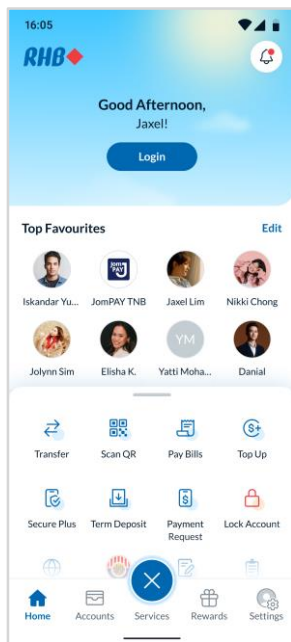 16:05
RHB
Good Afternoon,
Jaxel!
Login
Top Favourites Edit
Iskandar Yu... JomPAY TNB Jaxel Lim Nikki Chong
Jom PAY
Jolynn Sim Elisha K. Yatti Moha... Danial
YM
Transfer Scan QR Pay Bills Top Up
Secure Plus Term Deposit Payment Request Lock Account
Home Accounts Services Rewards Settings